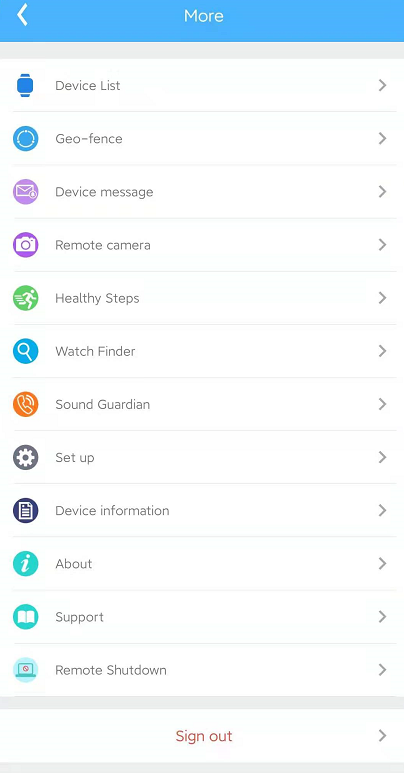 More
Device List
Geo-fence
Device message
Remote camera
Healthy Steps
Watch Finder
Sound Guardian
Set up
Device information
About
Support
Remote Shutdown
Sign out